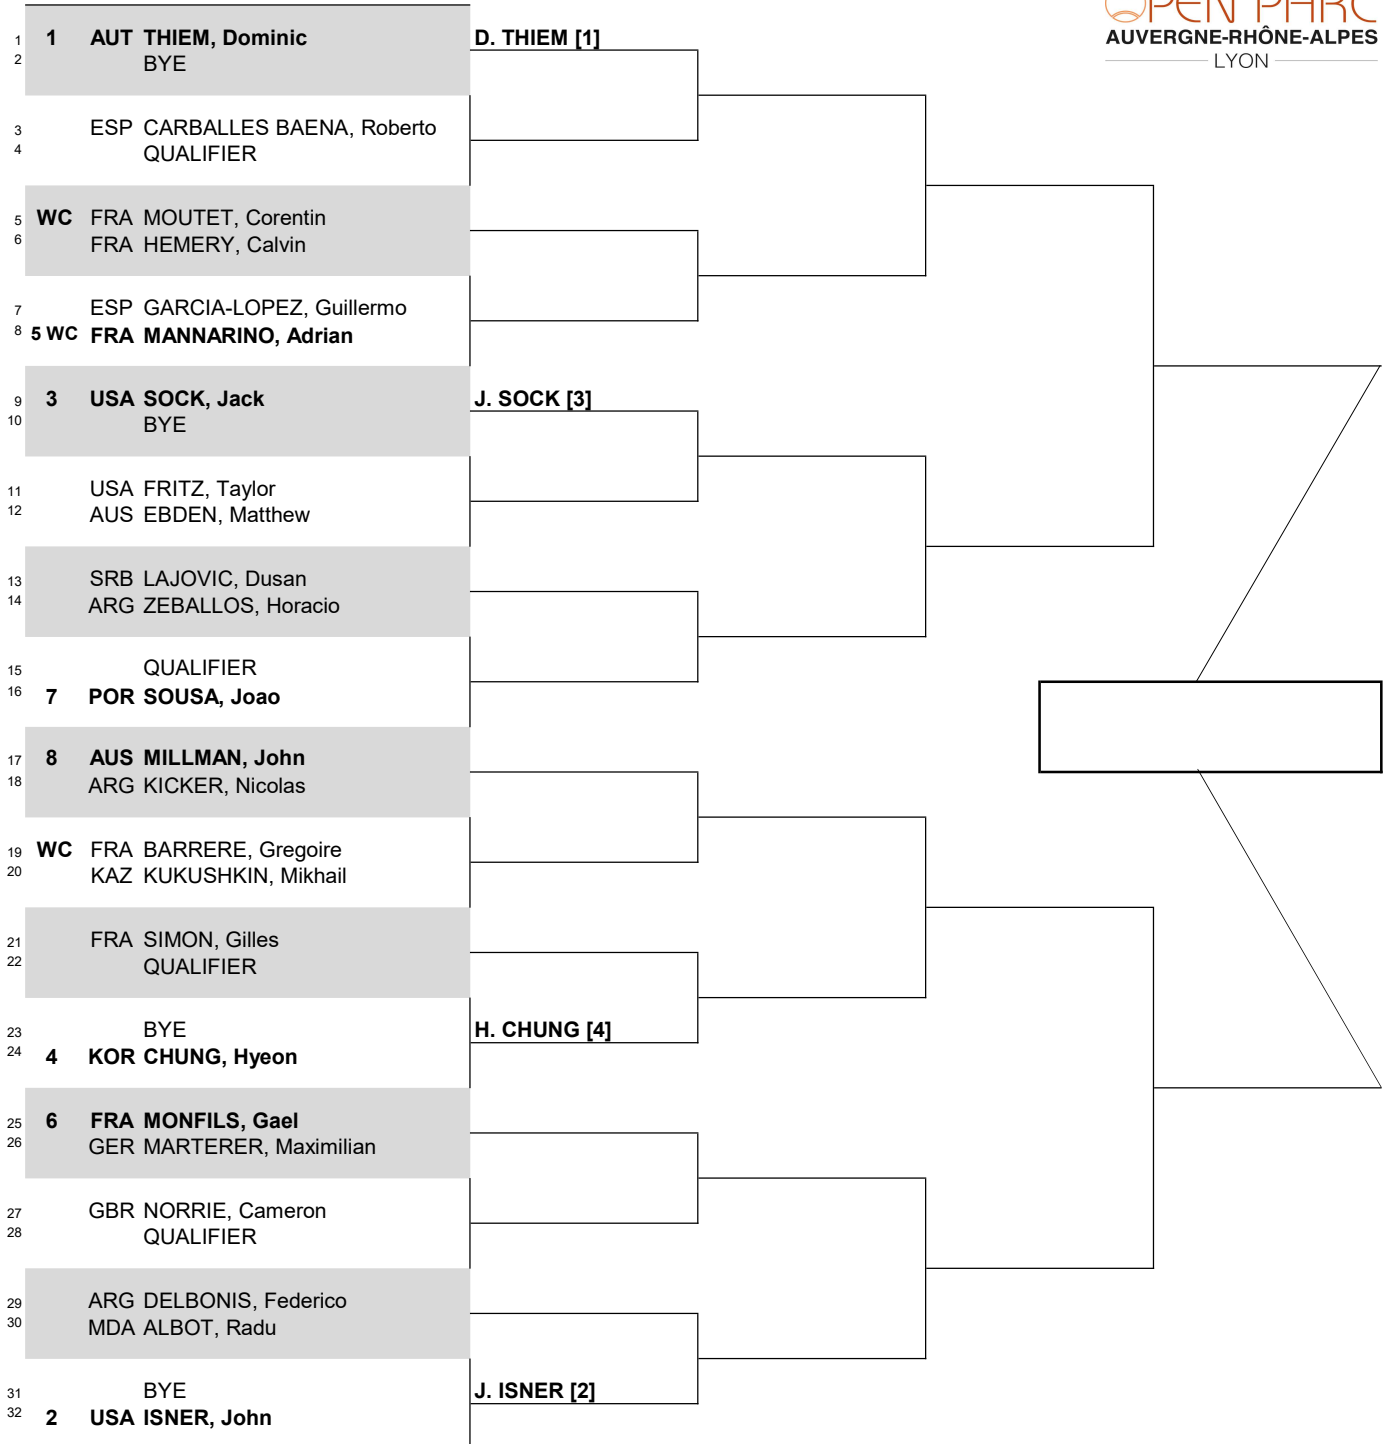 OPEN PARC
AUVERGNE-RHÔNE-ALPES
LYON
1 1 AUT THIEM, Dominic D. THIEM [1]
2 BYE
3 ESP CARBALLES BAENA, Roberto
4 QUALIFIER
5 WC FRA MOUTET, Corentin
6 FRA HEMERY, Calvin
7 ESP GARCIA-LOPEZ, Guillermo
8 5 WC FRA MANNARINO, Adrian
9 3 USA SOCK, Jack J. SOCK [3]
10 BYE
11 USA FRITZ, Taylor
12 AUS EBDEN, Matthew
13 SRB LAJOVIC, Dusan
14 ARG ZEBALLOS, Horacio
15 QUALIFIER
16 7 POR SOUSA, Joao
17 8 AUS MILLMAN, John
18 ARG KICKER, Nicolas
19 WC FRA BARRERE, Gregoire
20 KAZ KUKUSHKIN, Mikhail
21 FRA SIMON, Gilles
22 QUALIFIER
23 BYE H. CHUNG [4]
24 4 KOR CHUNG, Hyeon
25 6 FRA MONFILS, Gael
26 GER MARTERER, Maximilian
27 GBR NORRIE, Cameron
28 QUALIFIER
29 ARG DELBONIS, Federico
30 MDA ALBOT, Radu
31 BYE J. ISNER [2]
32 2 USA ISNER, John